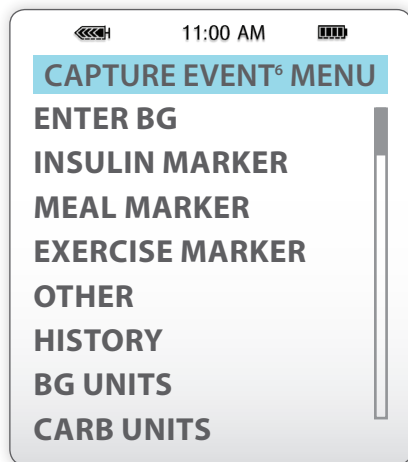 11:00 AM
CAPTURE EVENT⁶ MENU
ENTER BG
INSULIN MARKER
MEAL MARKER
EXERCISE MARKER
OTHER
HISTORY
BG UNITS
CARB UNITS